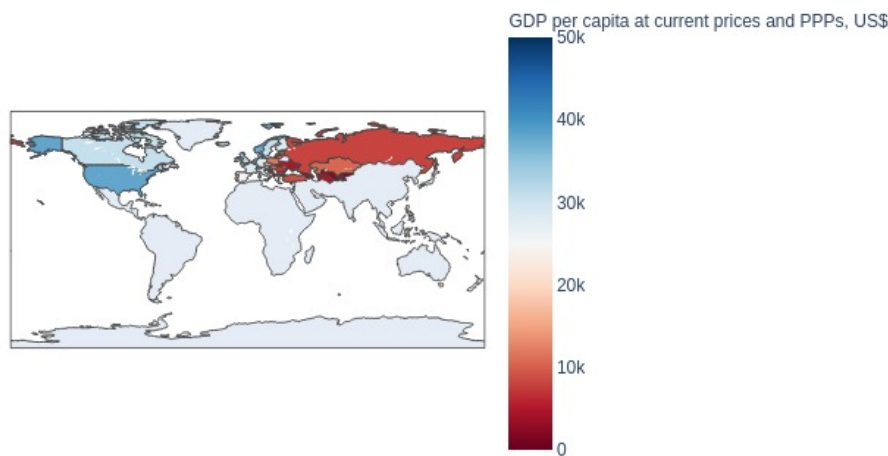 GDP per capita at current prices and PPPs, US$
50k
40k
30k
20k
10k
0